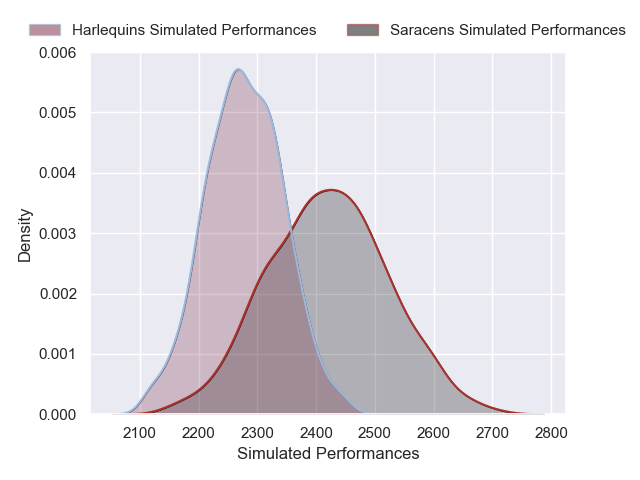 Harlequins Simulated Performances Saracens Simulated Performances
0.006
0.005
0.004
0.003
0.002
0.001
0.000
Density
2100 2200 2300 2400 2500 2600 2700 2800
Simulated Performances